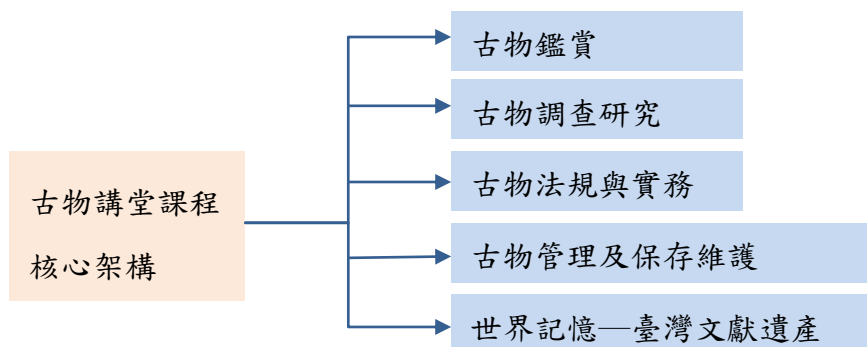 古物講堂課程
核心架構
古物鑑賞
古物調查研究
古物法規與實務
古物管理及保存維護
世界記憶—臺灣文獻遺產